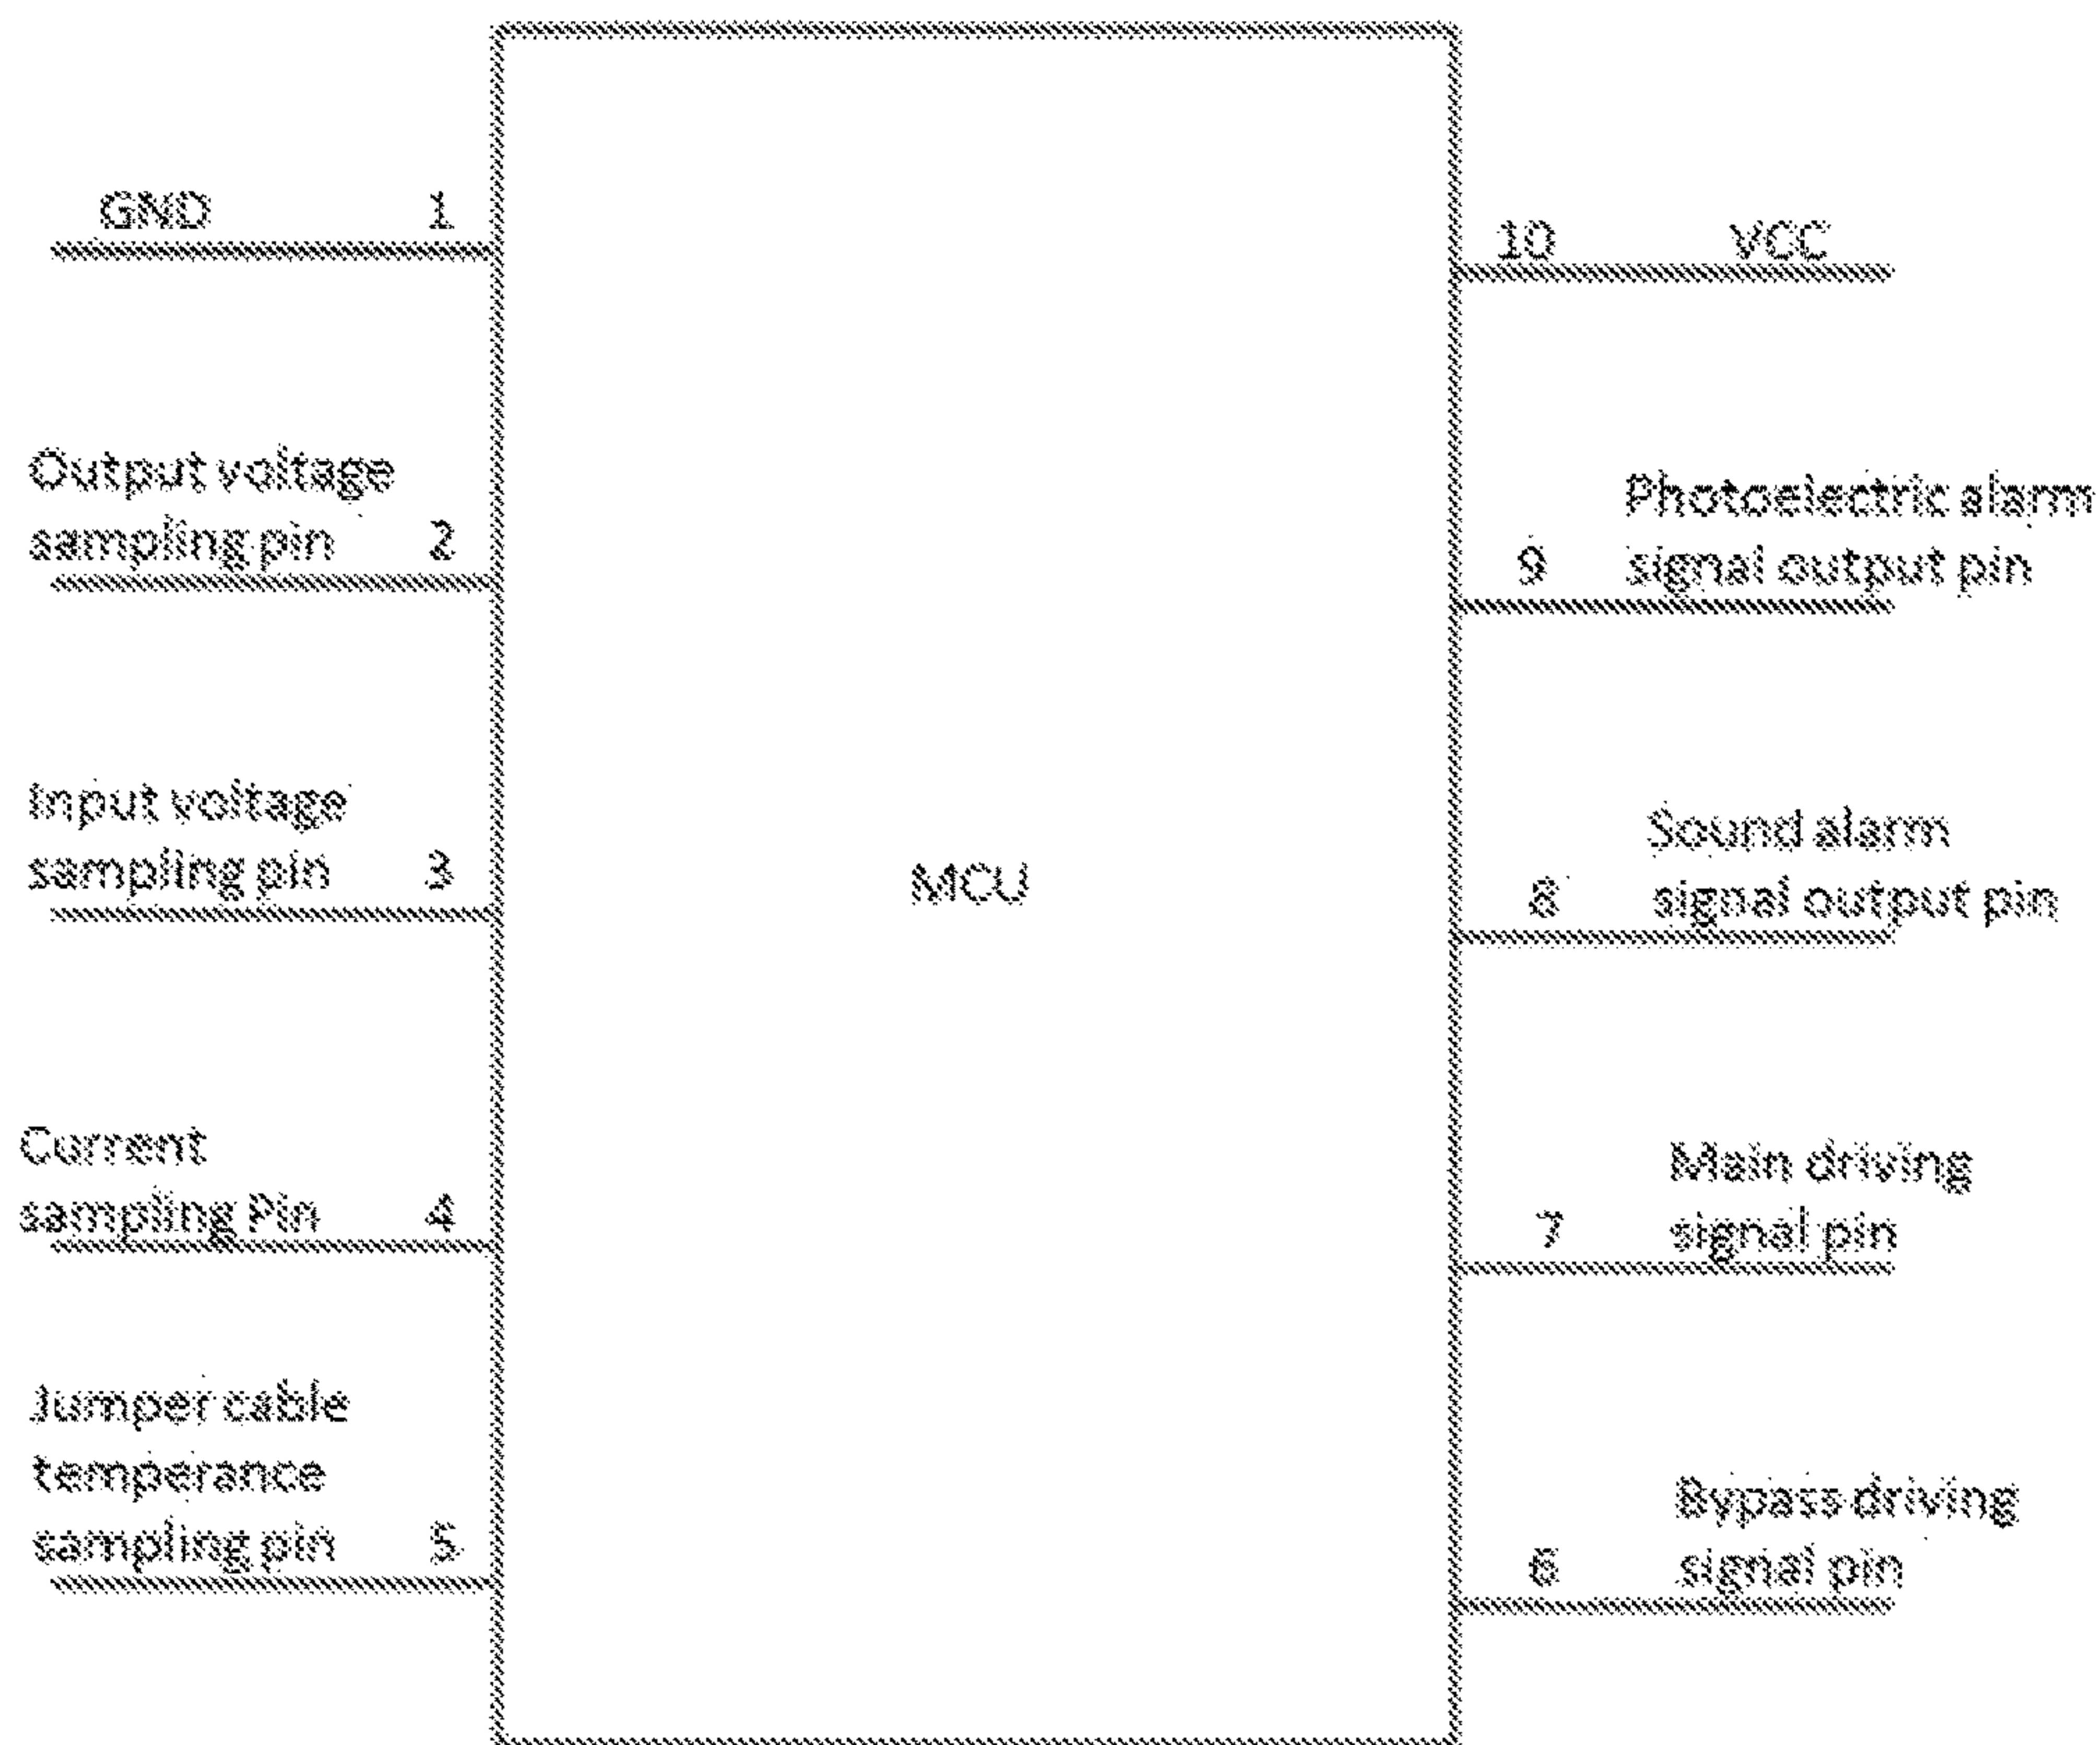 GND 1
Output voltage
sampling pin 2
Input voltage
sampling pin 3
Current
sampling Pin 4
Jumper cable
temperance
sampling pin 5
MCU
10 VCC
Photoelectric alarm
9 signal output pin
Sound alarm
8 signal output pin
Main driving
7 signal pin
Bypass driving
6 signal pin